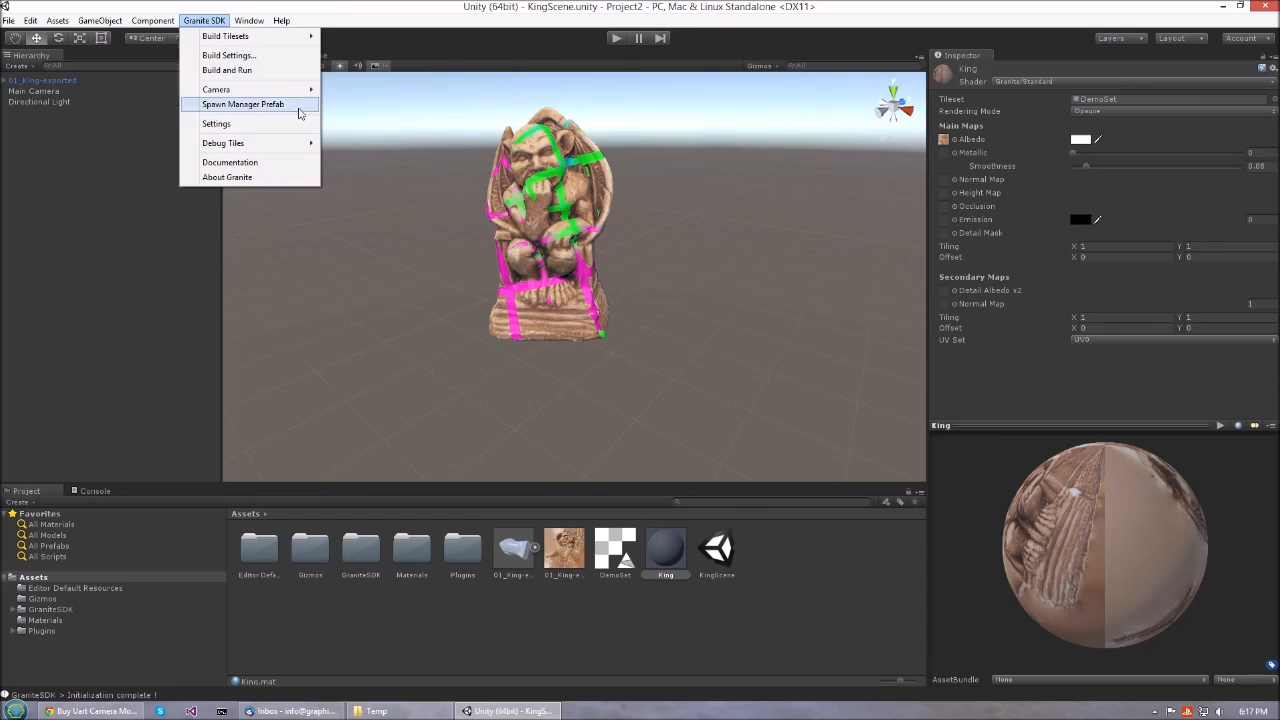 Unity (64bit) - KingScene.unity - Project2 - PC, Mac & Linux Standalone <DX11>
File Edit Assets GameObject Component Granite SDK Window Help
Center
Layers Layout Account
Hierarchy
Create All
01_King-exported
Main Camera
Directional Light
Build Tilesets
Build Settings...
Build and Run
Camera
Spawn Manager Prefab
Settings
Debug Tiles
Documentation
About Granite
Gizmos All
Inspector
King
Shader Granite/Standard
Tileset DemoSet
Rendering Mode Opaque
Main Maps
Albedo
Metallic 0
Smoothness 0.08
Normal Map
Height Map
Occlusion
Emission 0
Detail Mask
Tiling X 1 Y 1
Offset X 0 Y 0
Secondary Maps
Detail Albedo x2
Normal Map 1
Tiling X 1 Y 1
Offset X 0 Y 0
UV Set UV0
King
AssetBundle None None
Project Console
Create
Favorites
All Materials
All Models
All Prefabs
All Scripts
Assets
Editor Default Resources
Gizmos
GraniteSDK
Materials
Plugins
Assets
Editor Defa... Gizmos GraniteSDK Materials Plugins 01_King-e... 01_King-e... DemoSet King KingScene
King.mat
GraniteSDK > Initialization complete !
Buy Uart Camera Mo... Inbox - info@graphi... Temp Unity (64bit) - KingS... 6:17 PM